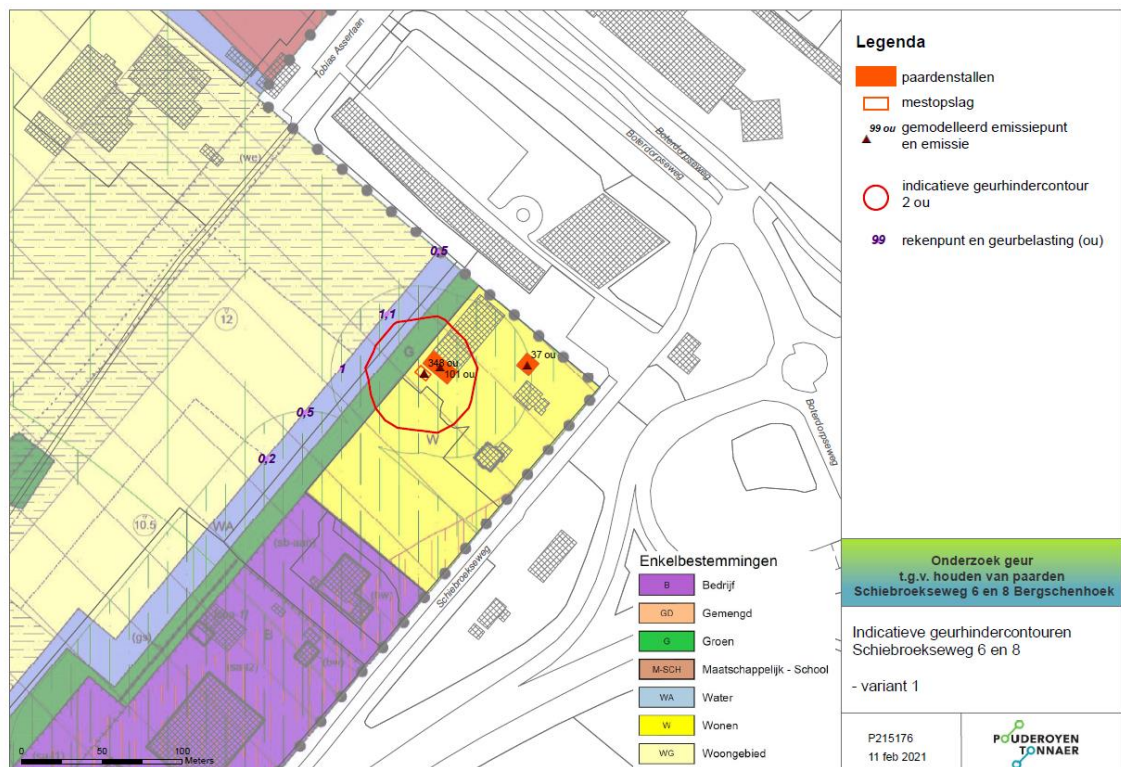 Tobias Asserlaan
Boterdorpseweg
Boterdorpseweg
(we)
12
0,5
1,1
G
1
348 ou
101 ou
37 ou
0,5
W
0,2
10.5
WA
Boterdorpseweg
Schiebroekseweg
B
0 50 100
Meters
Legenda
paardenstallen
mestopslag
99 ou gemodelleerd emissiepunt
en emissie
indicatieve geurhindercontour
2 ou
99 rekenpunt en geurbelasting (ou)
Enkelbestemmingen
B Bedrijf
GD Gemengd
G Groen
M-SCH Maatschappelijk - School
WA Water
W Wonen
WG Woongebied
Onderzoek geur
t.g.v. houden van paarden
Schiebroekseweg 6 en 8 Bergschenhoek
Indicatieve geurhindercontouren
Schiebroekseweg 6 en 8
- variant 1
P215176
11 feb 2021
POUDEROYEN
TONNAER